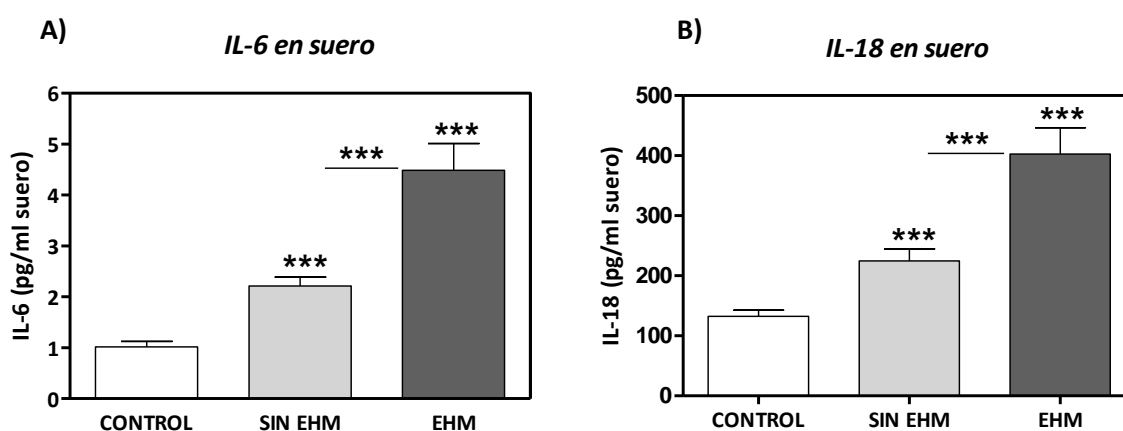 A)
IL-6 en suero
IL-6 (pg/ml suero)
6
5
4
3
2
1
0
***
***
***
CONTROL
SIN EHM
EHM
B)
IL-18 en suero
IL-18 (pg/ml suero)
500
400
300
200
100
0
***
***
***
CONTROL
SIN EHM
EHM